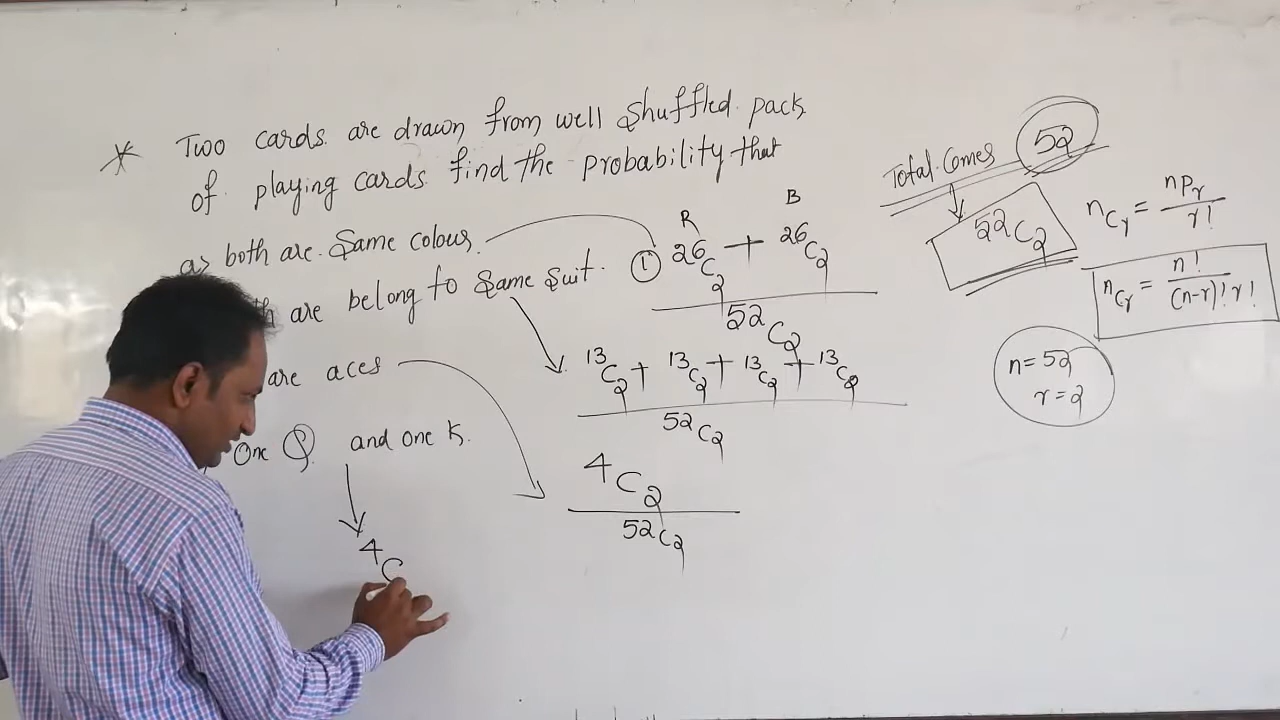 Two cards are drawn from well shuffled pack
of playing cards find the probability that
a, both are same colour.
th are belong to same suit.
are aces
One Q and one K.
4C
①
R B
26C2 + 26C2
52C2
13C2 + 13C2 + 13C2 + 13C2
52C2
4C2
52C2
Total Comes 52
52C2
nCr = nPr
r!
nCr = n!
(n-r)! r!
n=52
r=2